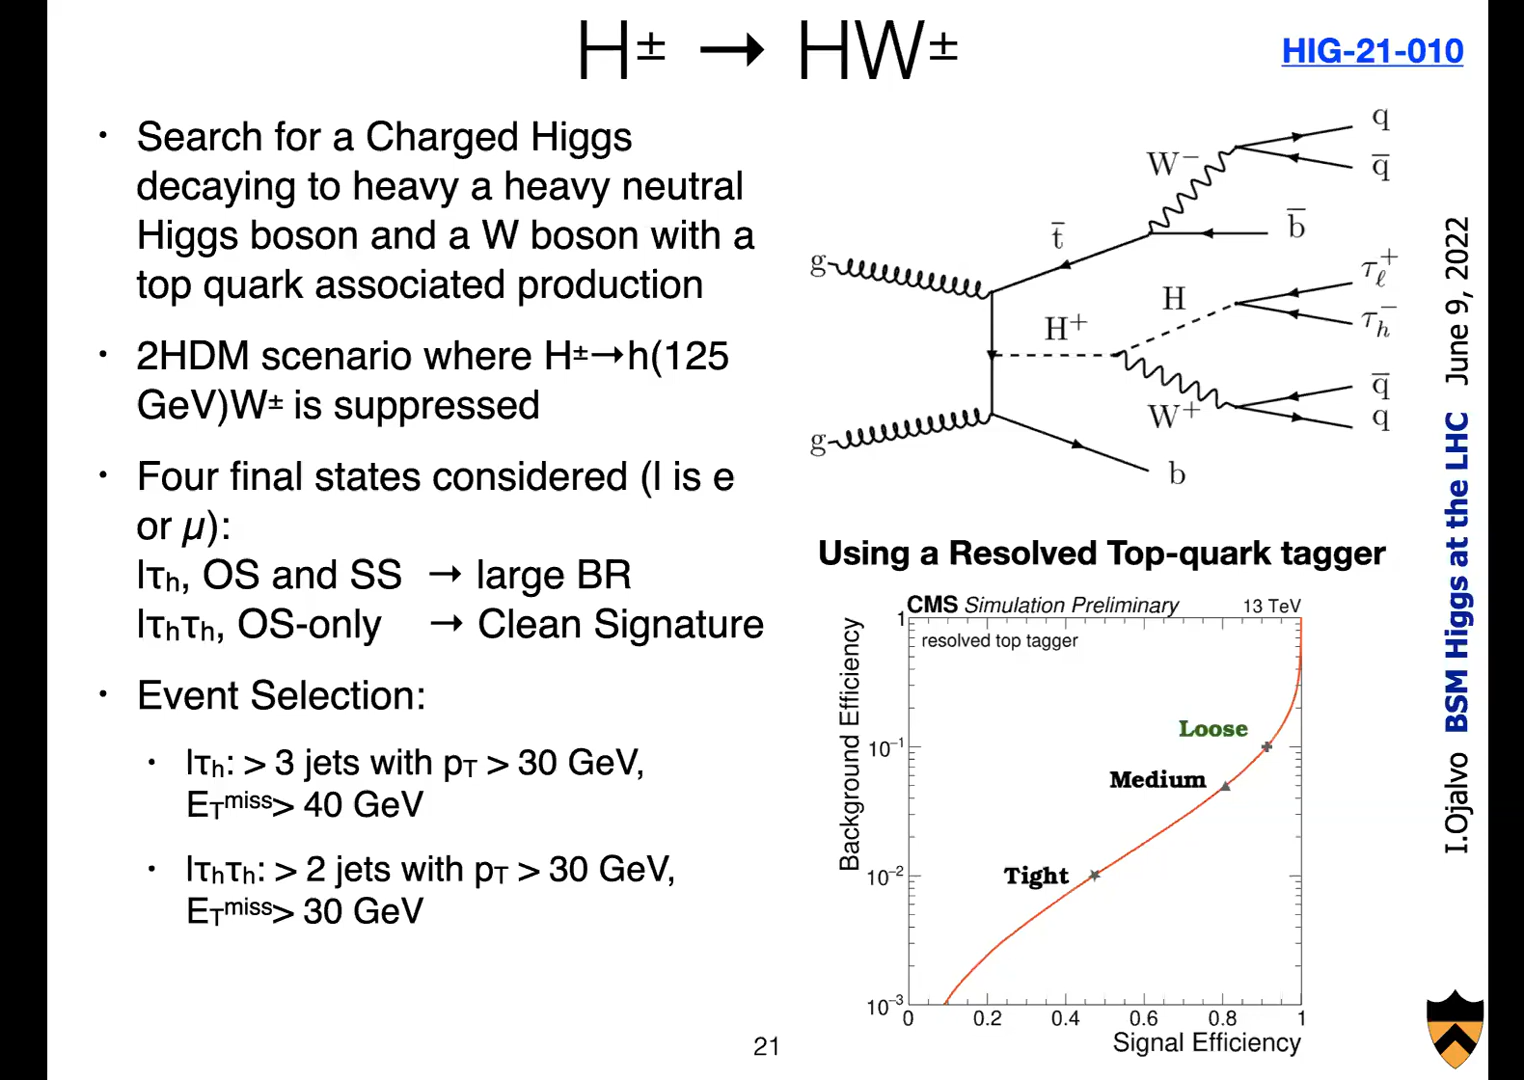 H± → HW±
HIG-21-010
• Search for a Charged Higgs
decaying to heavy a heavy neutral
Higgs boson and a W boson with a
top quark associated production
• 2HDM scenario where H±→h(125
GeV)W± is suppressed
• Four final states considered (l is e
or μ):
lτh, OS and SS → large BR
lτhτh, OS-only → Clean Signature
• Event Selection:
• lτh: > 3 jets with pT > 30 GeV,
ETmiss> 40 GeV
• lτhτh: > 2 jets with pT > 30 GeV,
ETmiss> 30 GeV
q
W−
q̅
t̅
b̅
g
τℓ+
H
τh−
H+
q̅
W+
q
g
b
Using a Resolved Top-quark tagger
CMS Simulation Preliminary 13 TeV
resolved top tagger
Background Efficiency
1
10−1
10−2
10−3
Loose
Medium
Tight
0 0.2 0.4 0.6 0.8 1
Signal Efficiency
21
I.Ojalvo BSM Higgs at the LHC June 9, 2022